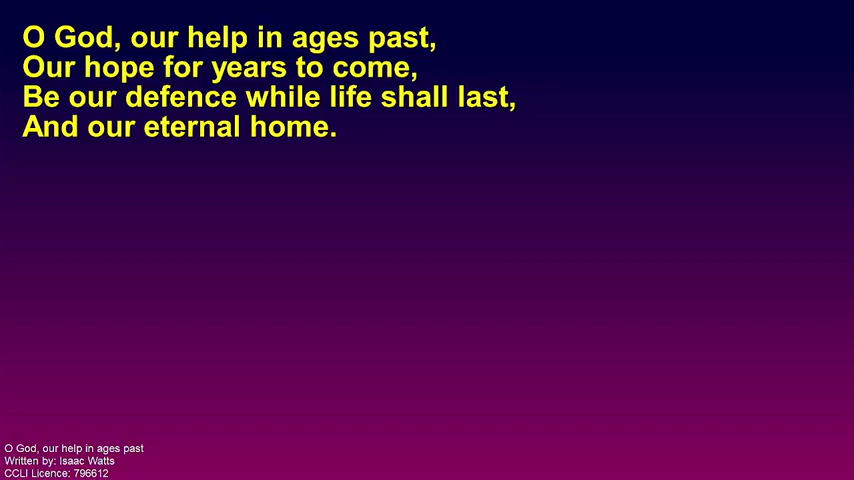 O God, our help in ages past,
Our hope for years to come,
Be our defence while life shall last,
And our eternal home.
O God, our help in ages past
Written by: Isaac Watts
CCLI Licence: 796612